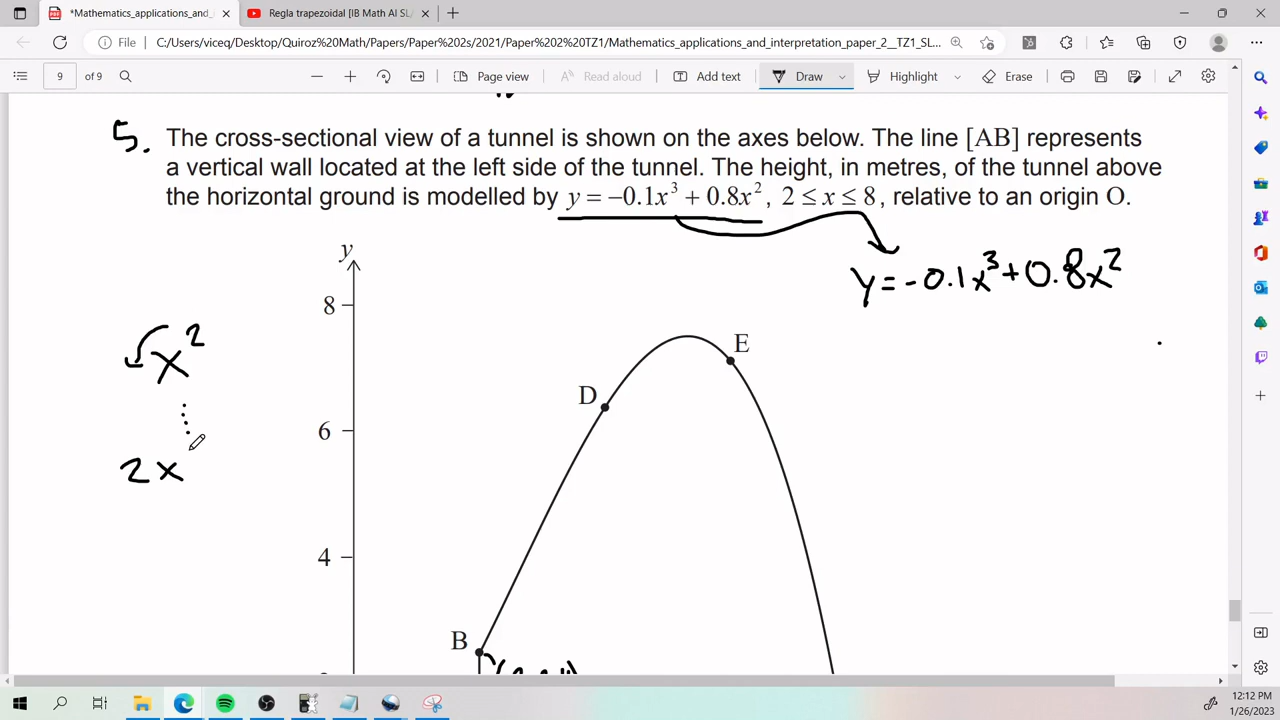 *Mathematics_applications_and_
Regla trapezoidal [IB Math AI SL/
File
C:/Users/viceq/Desktop/Quiroz%20Math/Papers/Paper%202s/2021/Paper%202%20TZ1/Mathematics_applications_and_interpretation_paper_2__TZ1_SL...
9 of 9
Page view
Read aloud
Add text
Draw
Highlight
Erase
5. The cross-sectional view of a tunnel is shown on the axes below. The line [AB] represents
a vertical wall located at the left side of the tunnel. The height, in metres, of the tunnel above
the horizontal ground is modelled by y = −0.1x³ + 0.8x², 2 ≤ x ≤ 8, relative to an origin O.
y = -0.1x³ + 0.8x²
y
8
x²
E
D
6
2x
4
B
12:12 PM
1/26/2023